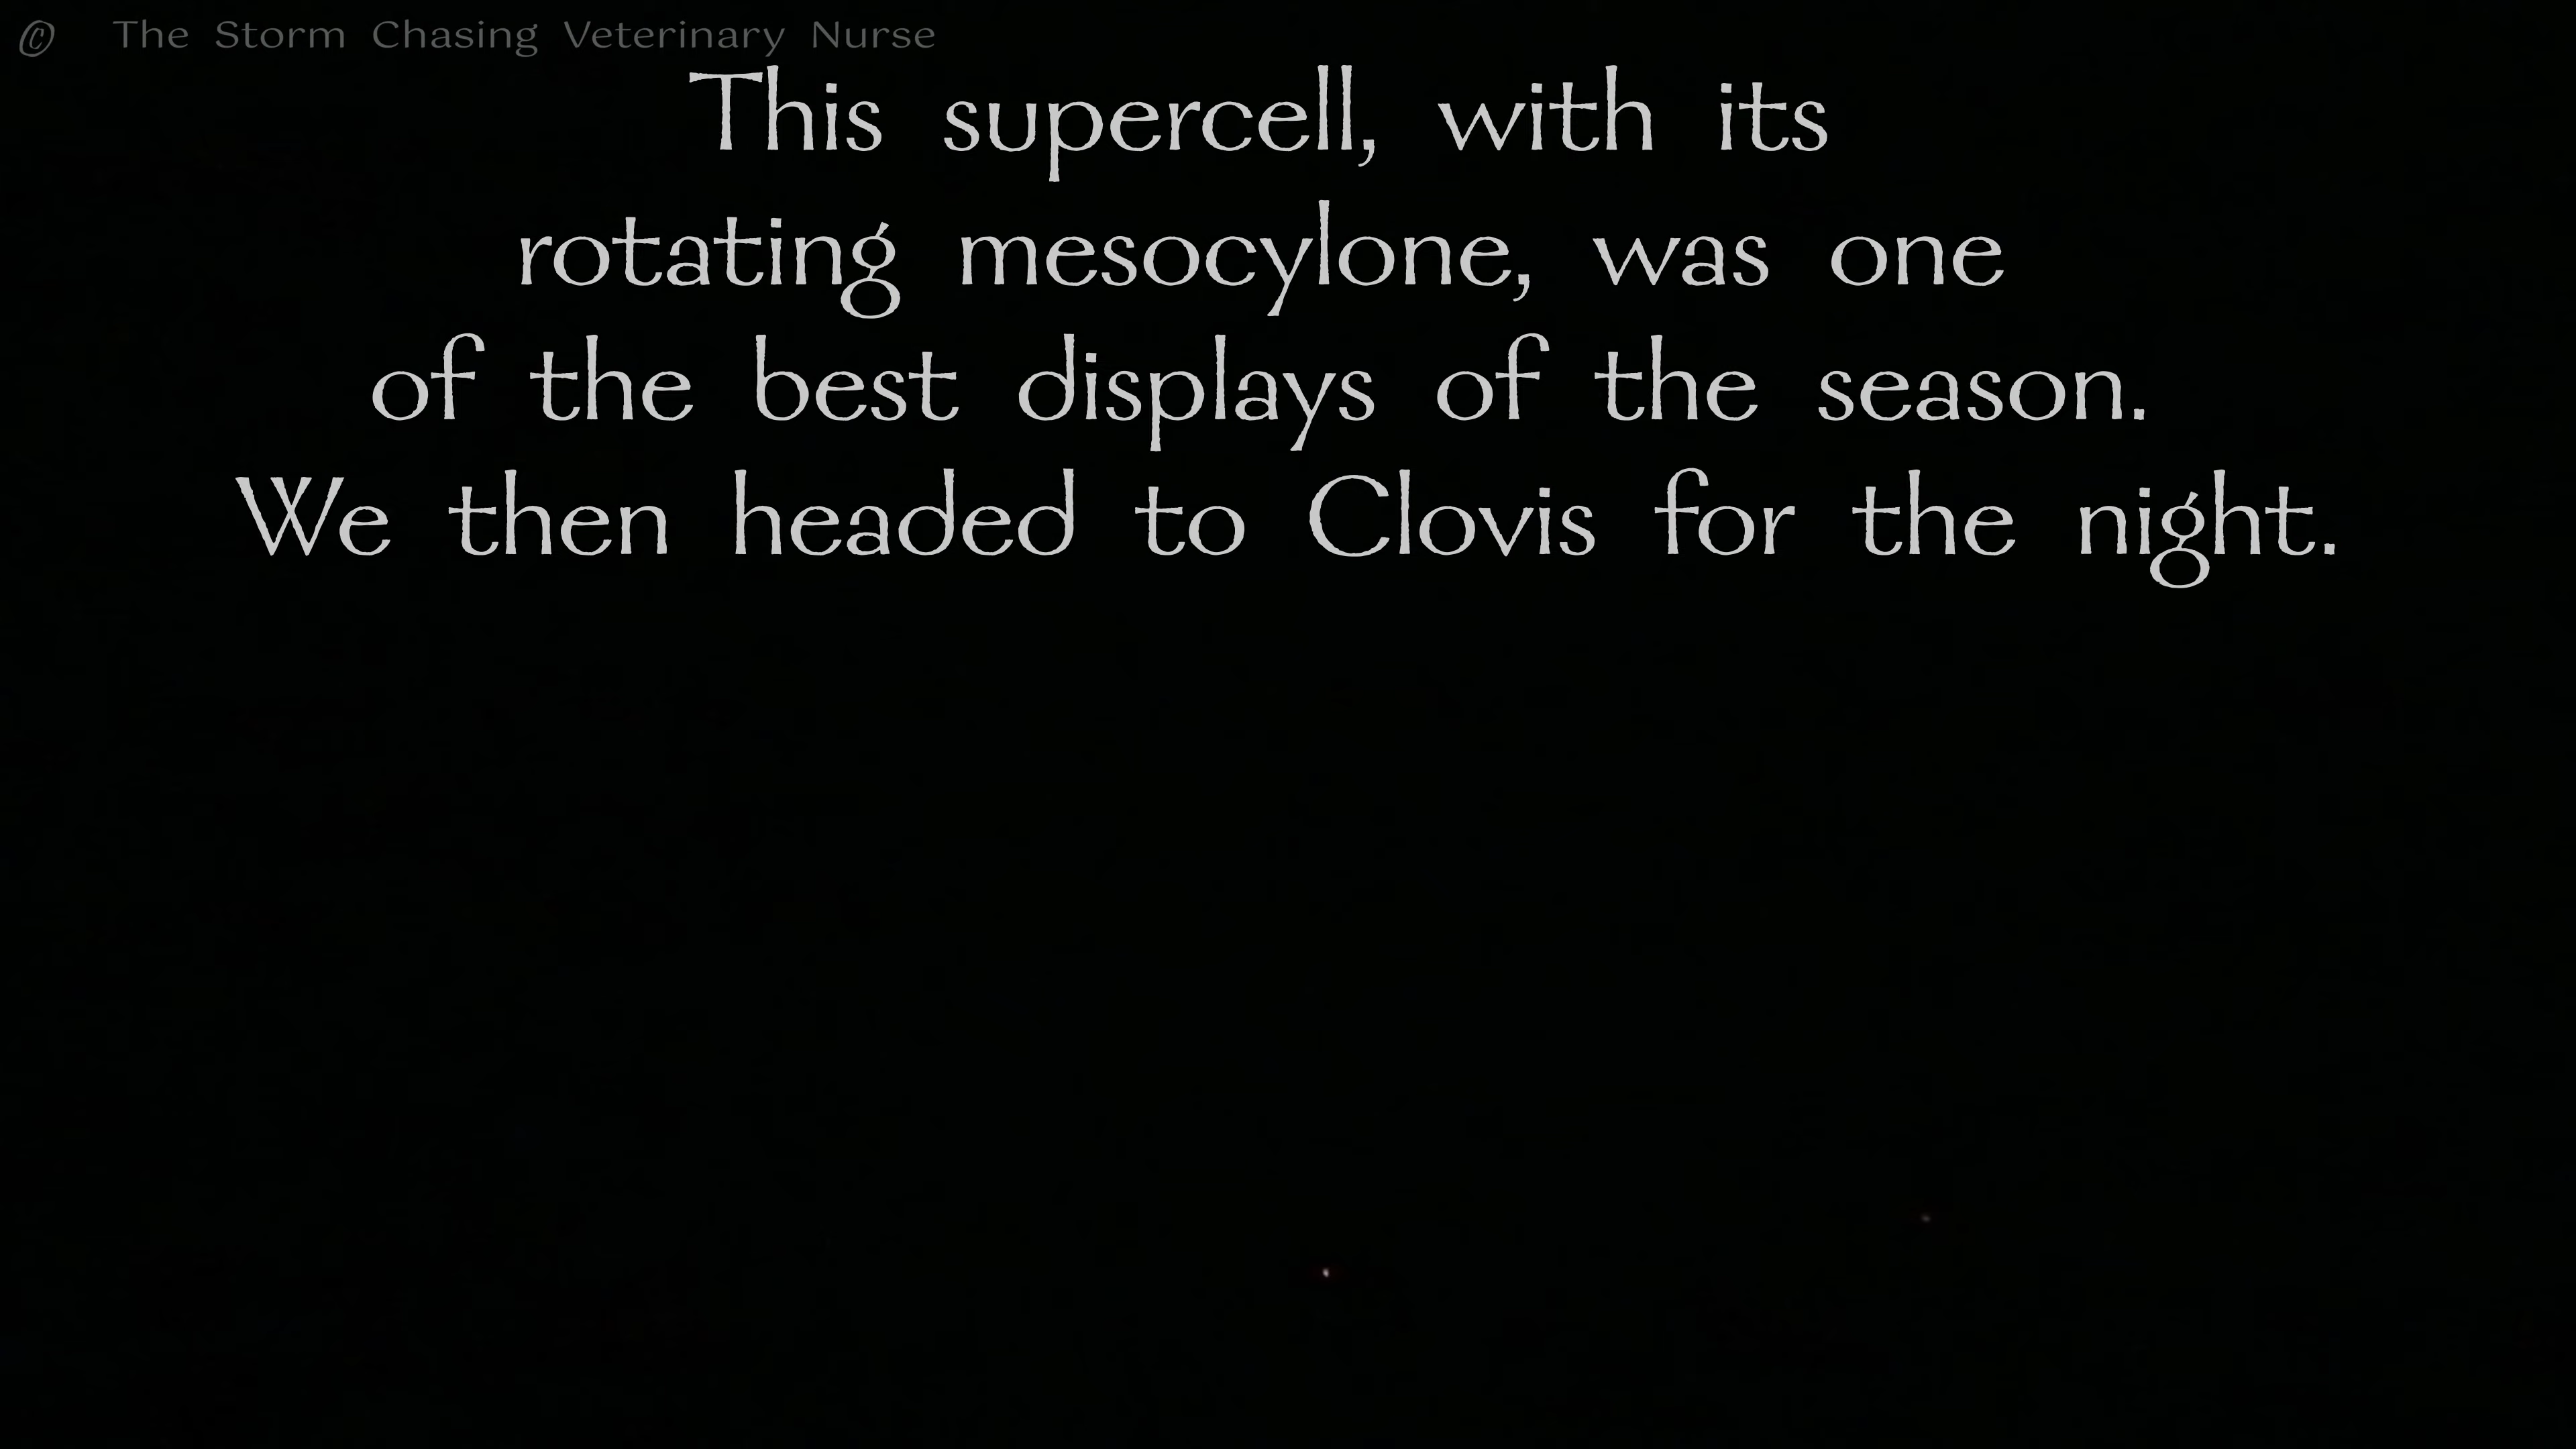 © The Storm Chasing Veterinary Nurse
This supercell, with its
rotating mesocylone, was one
of the best displays of the season.
We then headed to Clovis for the night.